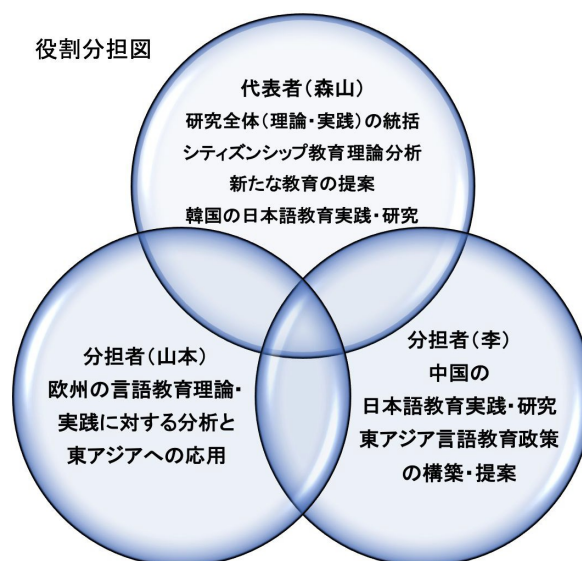 役割分担図
代表者(森山)
研究全体(理論・実践)の統括
シティズンシップ教育理論分析
新たな教育の提案
韓国の日本語教育実践・研究
分担者(山本)
欧州の言語教育理論・
実践に対する分析と
東アジアへの応用
分担者(李)
中国の
日本語教育実践・研究
東アジア言語教育政策
の構築・提案